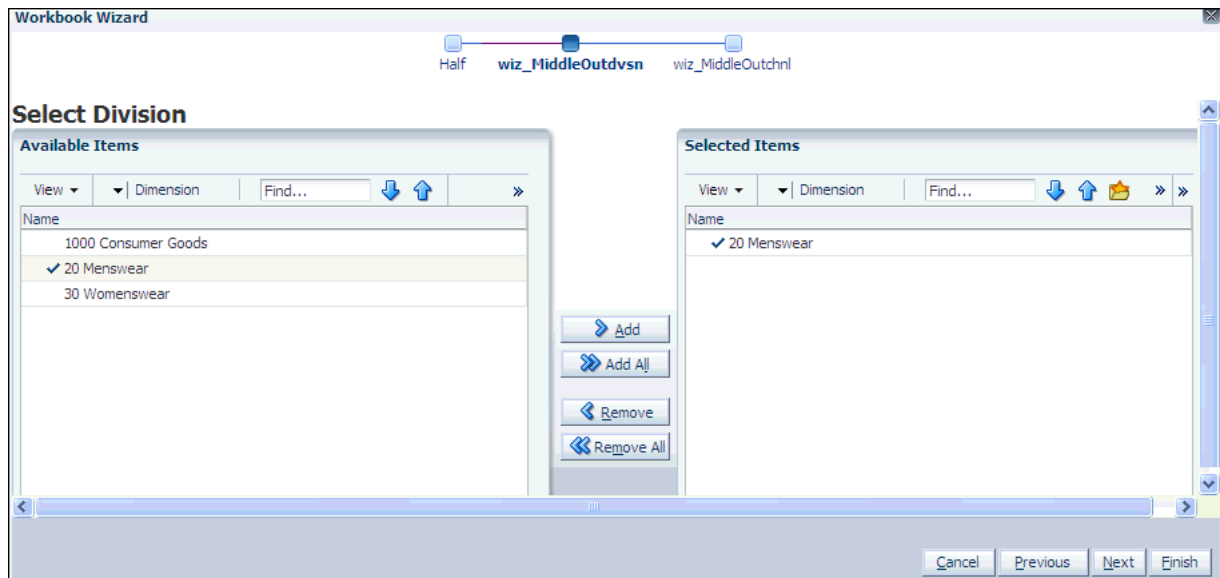 Workbook Wizard
Half wiz_MiddleOutdvsn wiz_MiddleOutchnl
Select Division
Available Items
View Dimension Find... »
Name
1000 Consumer Goods
20 Menswear
30 Womenswear
Add
Add All
Remove
Remove All
Selected Items
View Dimension Find... » »
Name
20 Menswear
Cancel Previous Next Finish